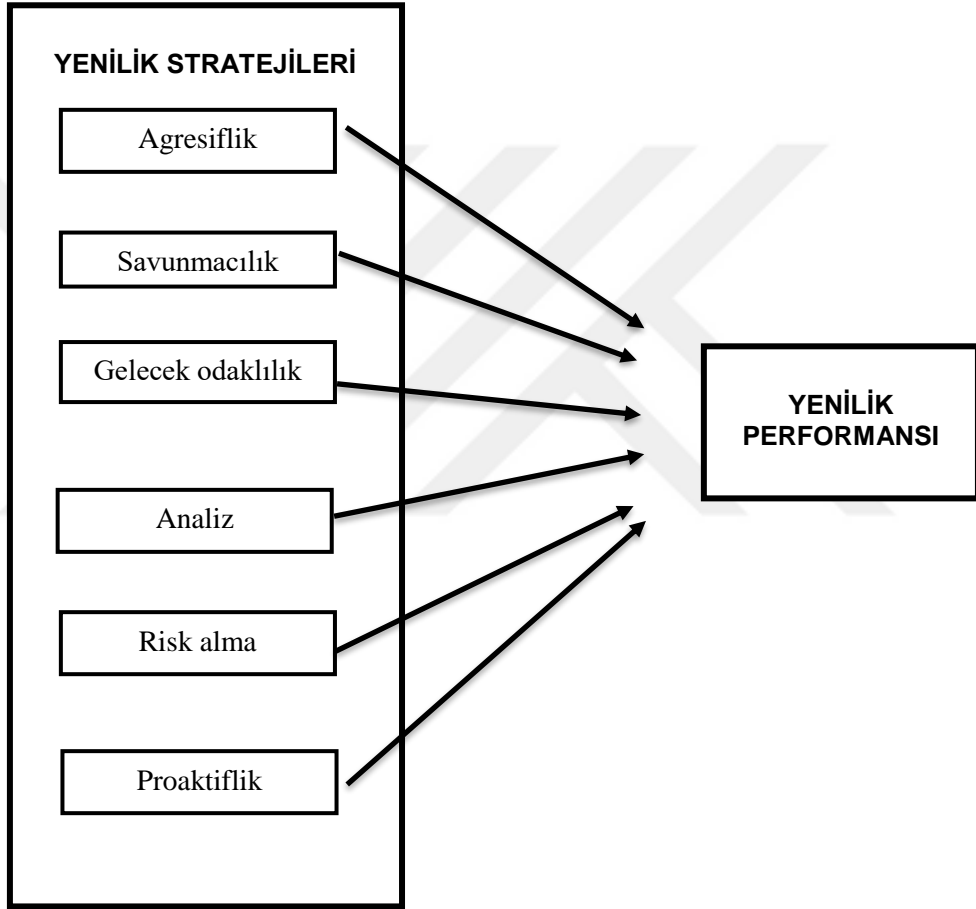 YENİLİK STRATEJİLERİ
Agresiflik
Savunmacılık
Gelecek odaklılık
Analiz
Risk alma
Proaktiflik
YENİLİK
PERFORMANSI